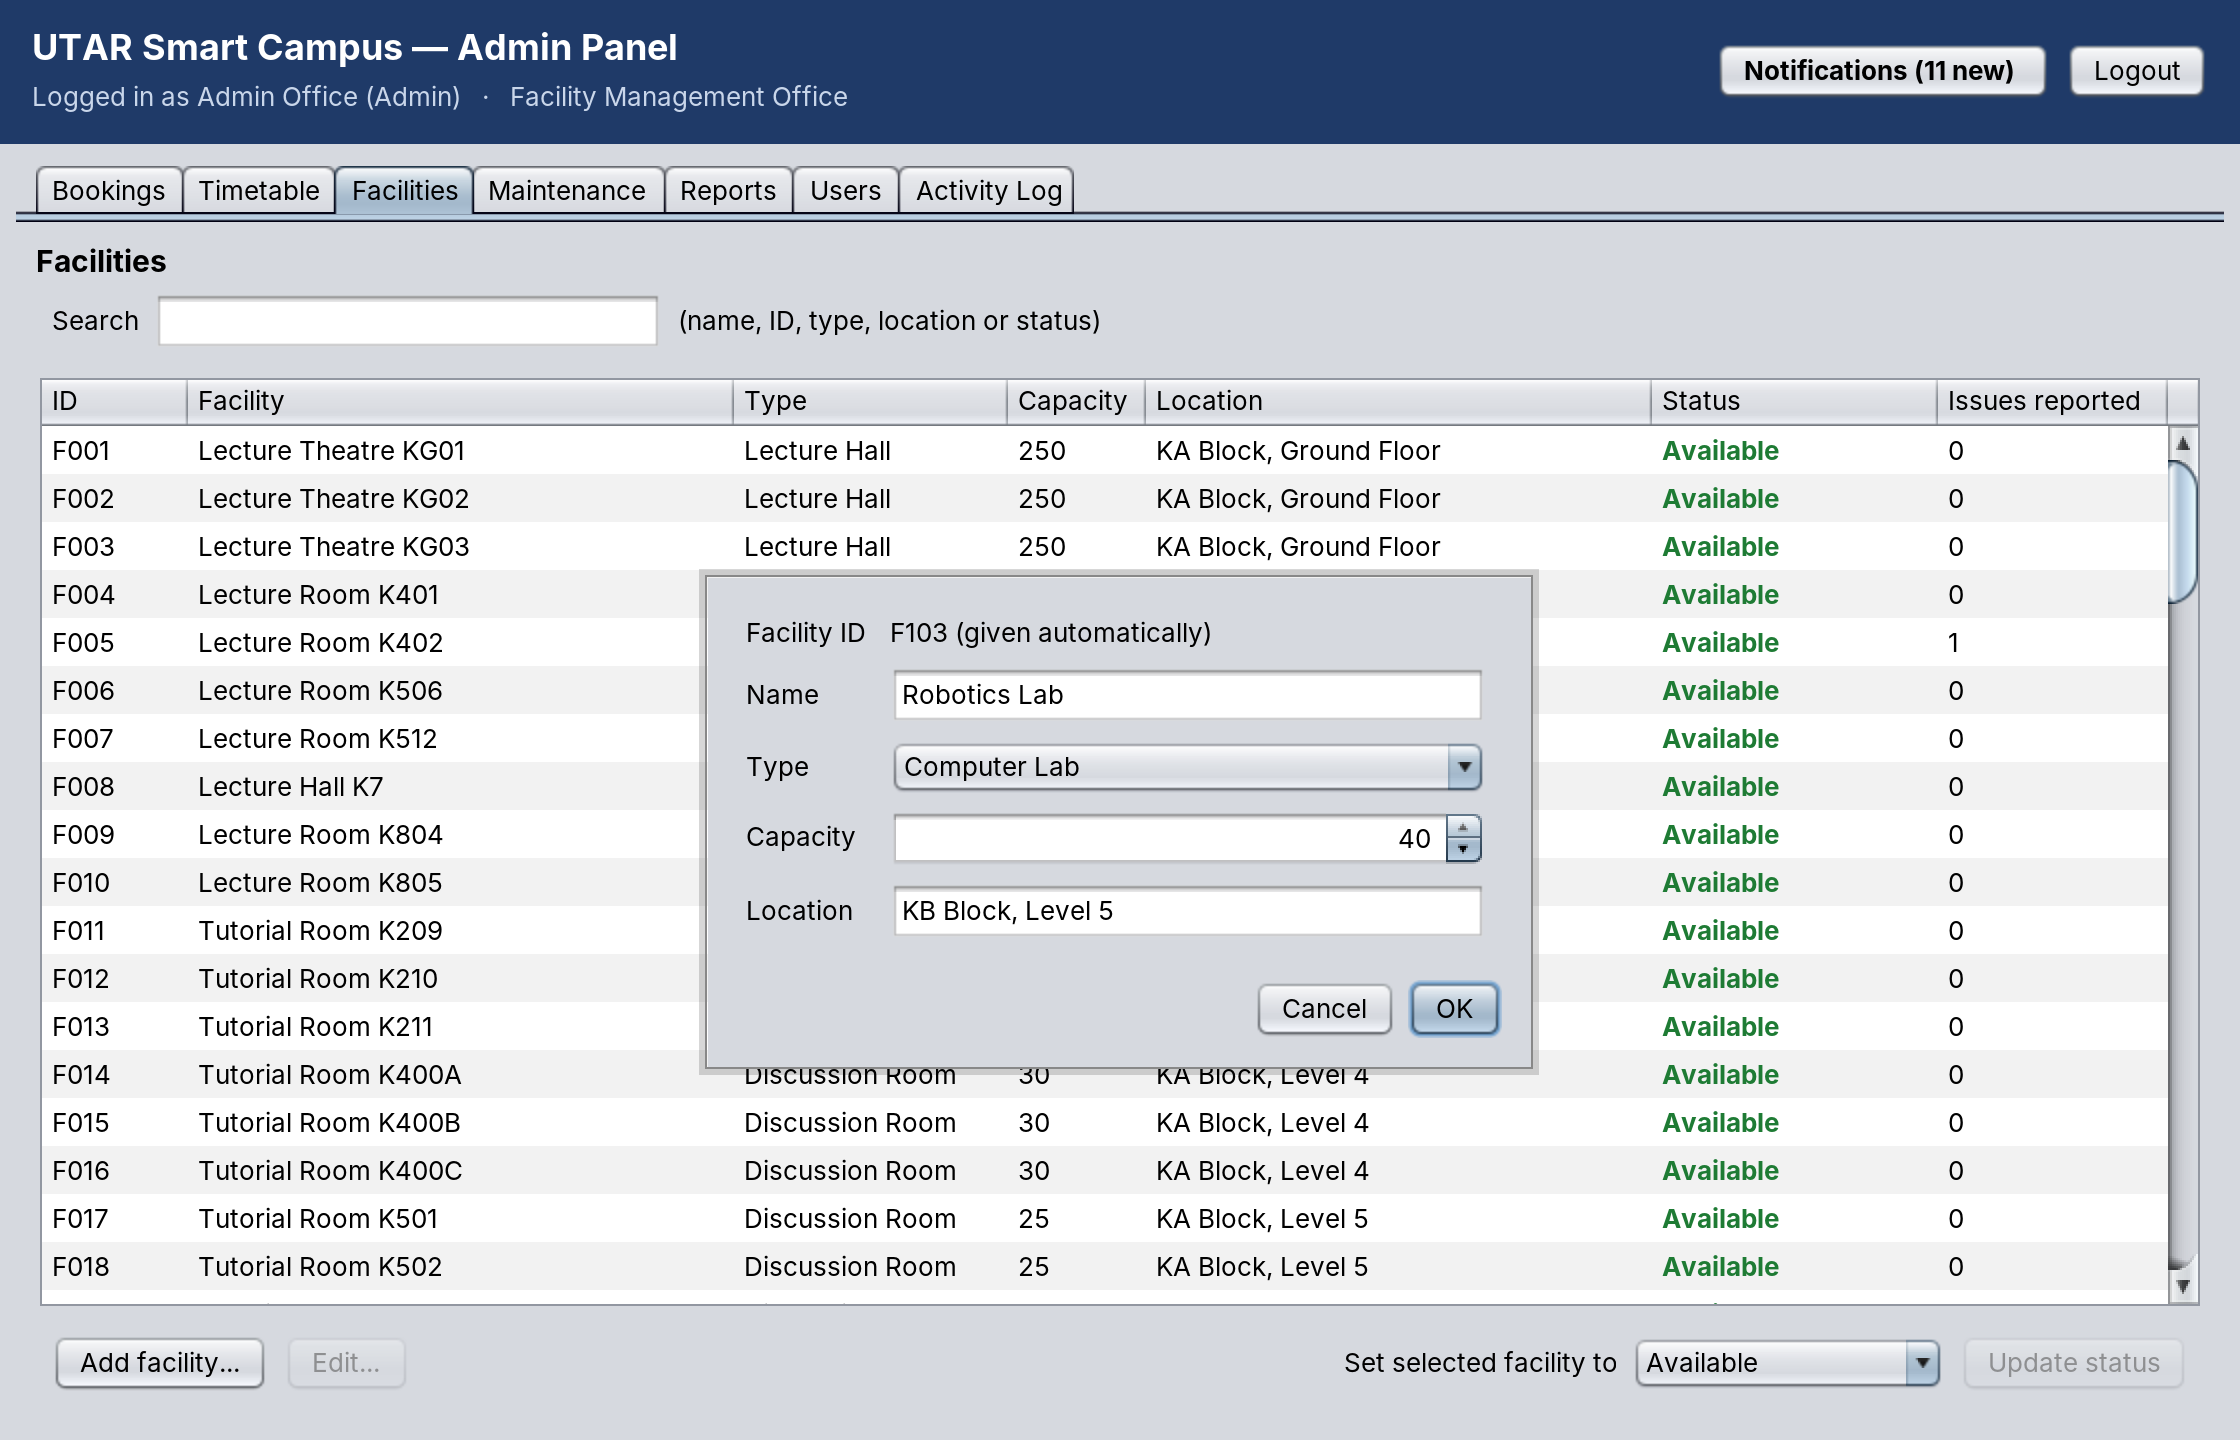 UTAR Smart Campus — Admin Panel
Logged in as Admin Office (Admin) · Facility Management Office
Notifications (11 new)
Logout
Bookings Timetable Facilities Maintenance Reports Users Activity Log
Facilities
Search (name, ID, type, location or status)
ID Facility Type Capacity Location Status Issues reported
F001 Lecture Theatre KG01 Lecture Hall 250 KA Block, Ground Floor Available 0
F002 Lecture Theatre KG02 Lecture Hall 250 KA Block, Ground Floor Available 0
F003 Lecture Theatre KG03 Lecture Hall 250 KA Block, Ground Floor Available 0
F004 Lecture Room K401 Available 0
F005 Lecture Room K402 Available 1
F006 Lecture Room K506 Available 0
F007 Lecture Room K512 Available 0
F008 Lecture Hall K7 Available 0
F009 Lecture Room K804 Available 0
F010 Lecture Room K805 Available 0
F011 Tutorial Room K209 Available 0
F012 Tutorial Room K210 Available 0
F013 Tutorial Room K211 Available 0
F014 Tutorial Room K400A Discussion Room 30 KA Block, Level 4 Available 0
F015 Tutorial Room K400B Discussion Room 30 KA Block, Level 4 Available 0
F016 Tutorial Room K400C Discussion Room 30 KA Block, Level 4 Available 0
F017 Tutorial Room K501 Discussion Room 25 KA Block, Level 5 Available 0
F018 Tutorial Room K502 Discussion Room 25 KA Block, Level 5 Available 0
Facility ID F103 (given automatically)
Name Robotics Lab
Type Computer Lab
Capacity 40
Location KB Block, Level 5
Cancel OK
Add facility... Edit... Set selected facility to Available Update status